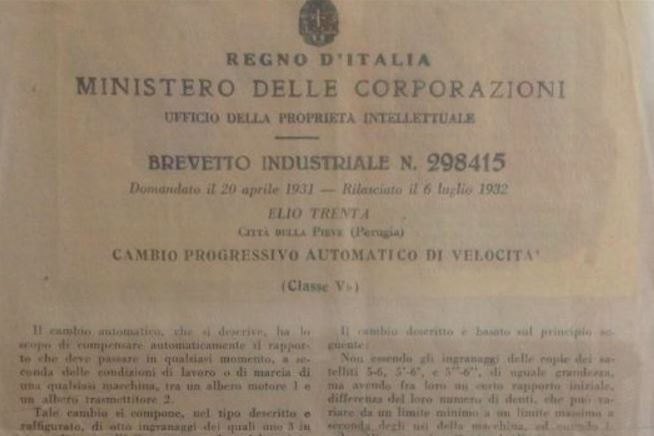 REGNO D'ITALIA
MINISTERO DELLE CORPORAZIONI
UFFICIO DELLA PROPRIETÀ INTELLETTUALE
BREVETTO INDUSTRIALE N. 298415
Domandato il 20 aprile 1931 — Rilasciato il 6 luglio 1932
ELIO TRENTA
CITTÀ DELLA PIEVE (Perugia)
CAMBIO PROGRESSIVO AUTOMATICO DI VELOCITA'
(Classe Vb)
Il cambio automatico, che si descrive, ha lo
scopo di compensare automaticamente il rappor-
to che deve passare in qualsiasi momento, a se-
conda delle condizioni di lavoro o di marcia di
una qualsiasi macchina, tra un albero motore 1 e
un albero trasmettitore 2.
Tale cambio si compone, nel tipo descritto e
raffigurato, di otto ingranaggi dei quali uno 3 in
Il cambio descritto è basato sul principio se-
guente:
Non essendo gli ingranaggi delle copie dei sa-
telliti 5-6, 5'-6', e 5''-6'', di uguale grandezza,
ma avendo fra loro un certo rapporto iniziale,
differenza del loro numero di denti, che può va-
riare da un limite minimo a un limite massimo a
seconda degli usi della macchina, ed essendo